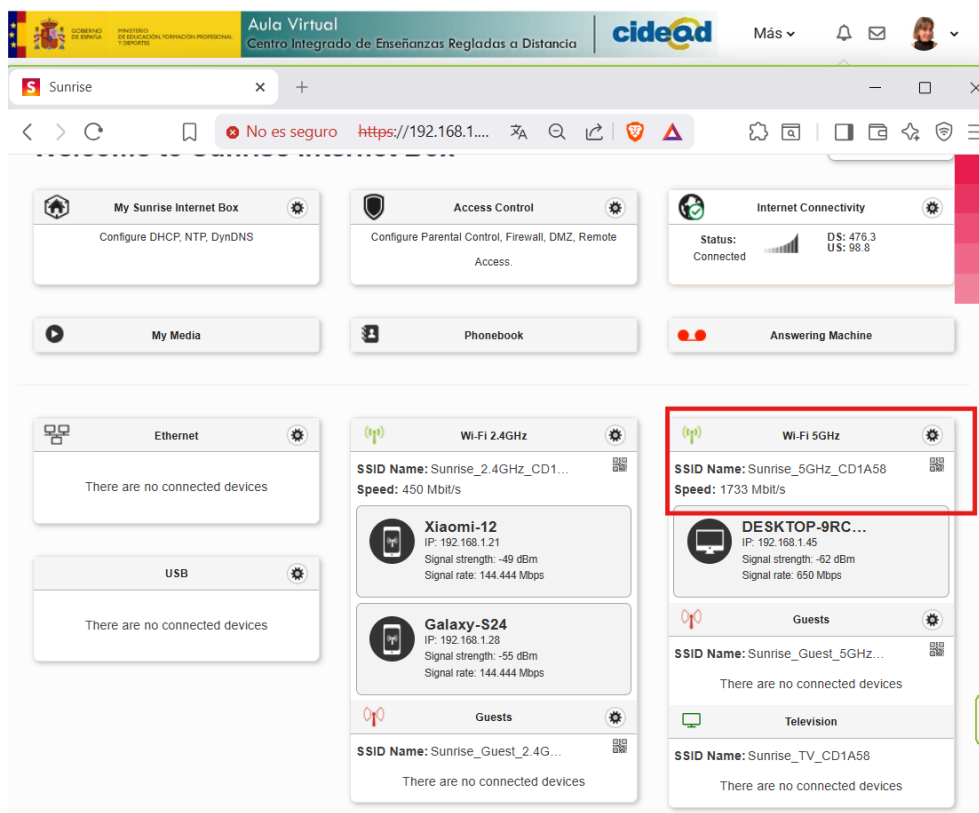 GOBIERNO
DE ESPAÑA
MINISTERIO
DE EDUCACIÓN, FORMACIÓN PROFESIONAL
Y DEPORTES
Aula Virtual
Centro Integrado de Enseñanzas Regladas a Distancia
cidead
Más
S Sunrise
No es seguro https://192.168.1....
Welcome to Sunrise Internet Box
My Sunrise Internet Box
Configure DHCP, NTP, DynDNS
Access Control
Configure Parental Control, Firewall, DMZ, Remote
Access.
Internet Connectivity
Status:
Connected
DS: 476.3
US: 98.8
My Media
Phonebook
Answering Machine
Ethernet
There are no connected devices
USB
There are no connected devices
Wi-Fi 2.4GHz
SSID Name: Sunrise_2.4GHz_CD1...
Speed: 450 Mbit/s
Xiaomi-12
IP: 192.168.1.21
Signal strength: -49 dBm
Signal rate: 144.444 Mbps
Galaxy-S24
IP: 192.168.1.28
Signal strength: -55 dBm
Signal rate: 144.444 Mbps
Guests
SSID Name: Sunrise_Guest_2.4G...
There are no connected devices
Wi-Fi 5GHz
SSID Name: Sunrise_5GHz_CD1A58
Speed: 1733 Mbit/s
DESKTOP-9RC...
IP: 192.168.1.45
Signal strength: -62 dBm
Signal rate: 650 Mbps
Guests
SSID Name: Sunrise_Guest_5GHz...
There are no connected devices
Television
SSID Name: Sunrise_TV_CD1A58
There are no connected devices